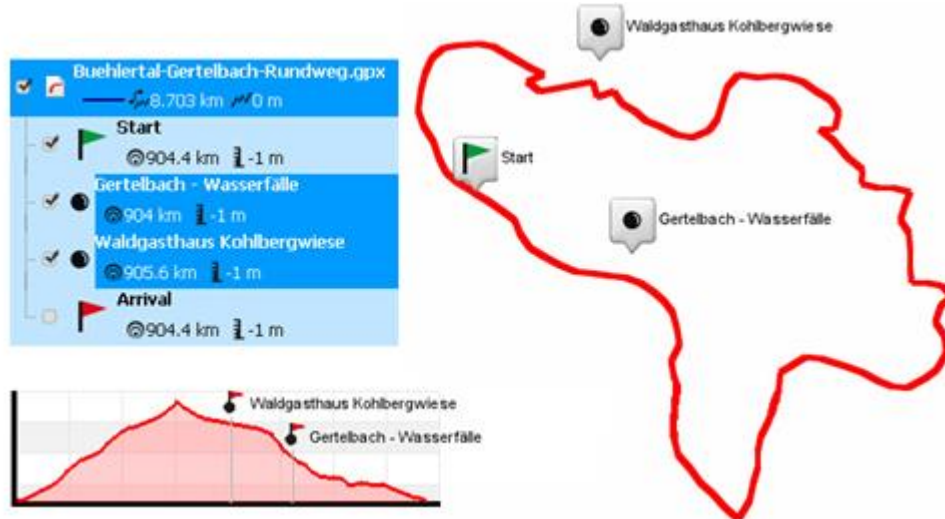 Buehlertal-Gertelbach-Rundweg.gpx
8.703 km 0 m
Start
904.4 km -1 m
Gertelbach - Wasserfälle
904 km -1 m
Waldgasthaus Kohlbergwiese
905.6 km -1 m
Arrival
904.4 km -1 m
Waldgasthaus Kohlbergwiese
Start
Gertelbach - Wasserfälle
Waldgasthaus Kohlbergwiese
Gertelbach - Wasserfälle